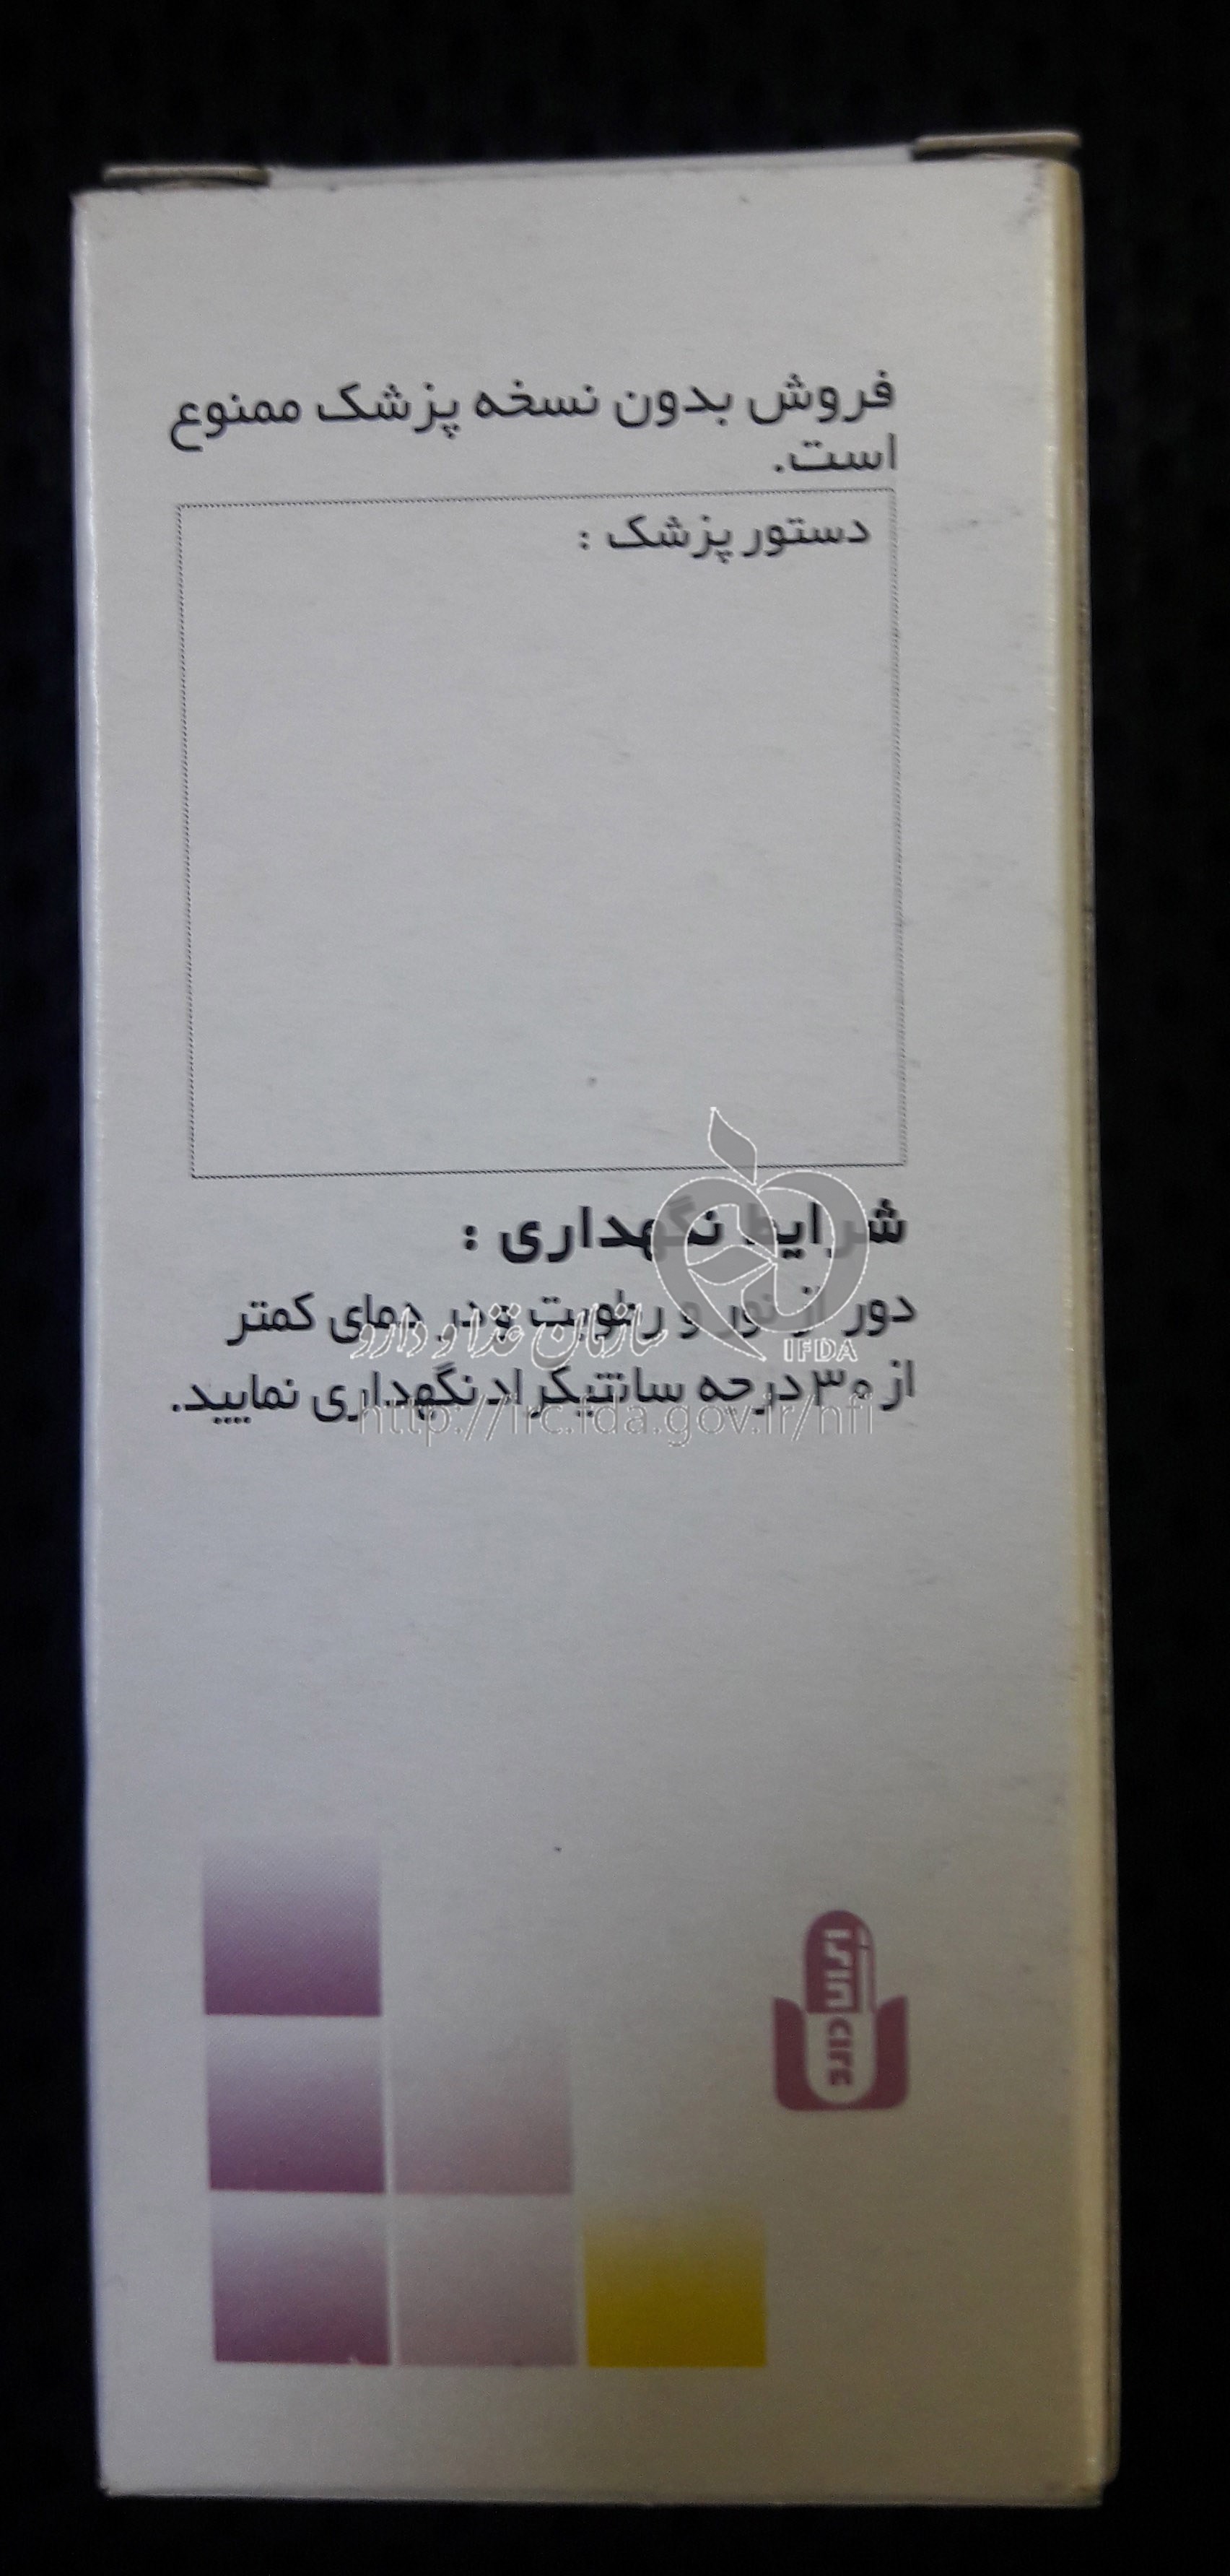 فروش بدون نسخه پزشک ممنوع
است.
دستور پزشک :
شرایط نگهداری :
دور از نور و رطوبت و در دمای کمتر
از ۳۰ درجه سانتیگراد نگهداری نمایید.
IFDA
سازمان غذا و دارو
http://irc.fda.gov.ir/nfi